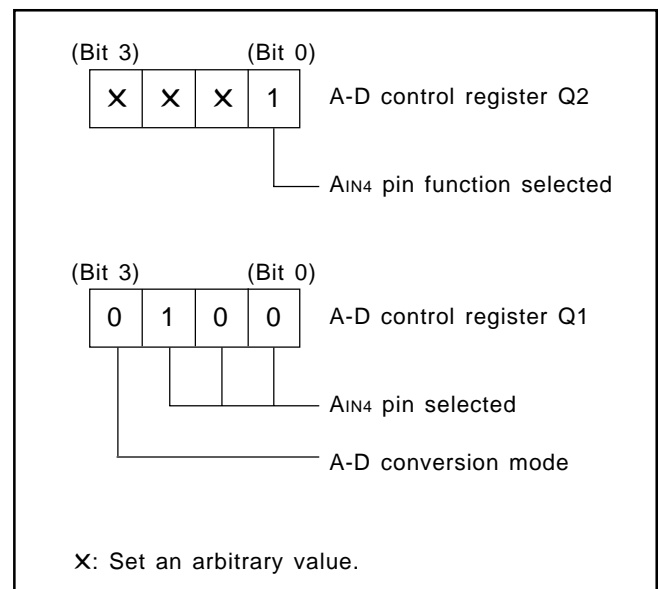 (Bit 3) (Bit 0)
X X X 1 A-D control register Q2
AIN4 pin function selected
(Bit 3) (Bit 0)
0 1 0 0 A-D control register Q1
AIN4 pin selected
A-D conversion mode
X: Set an arbitrary value.